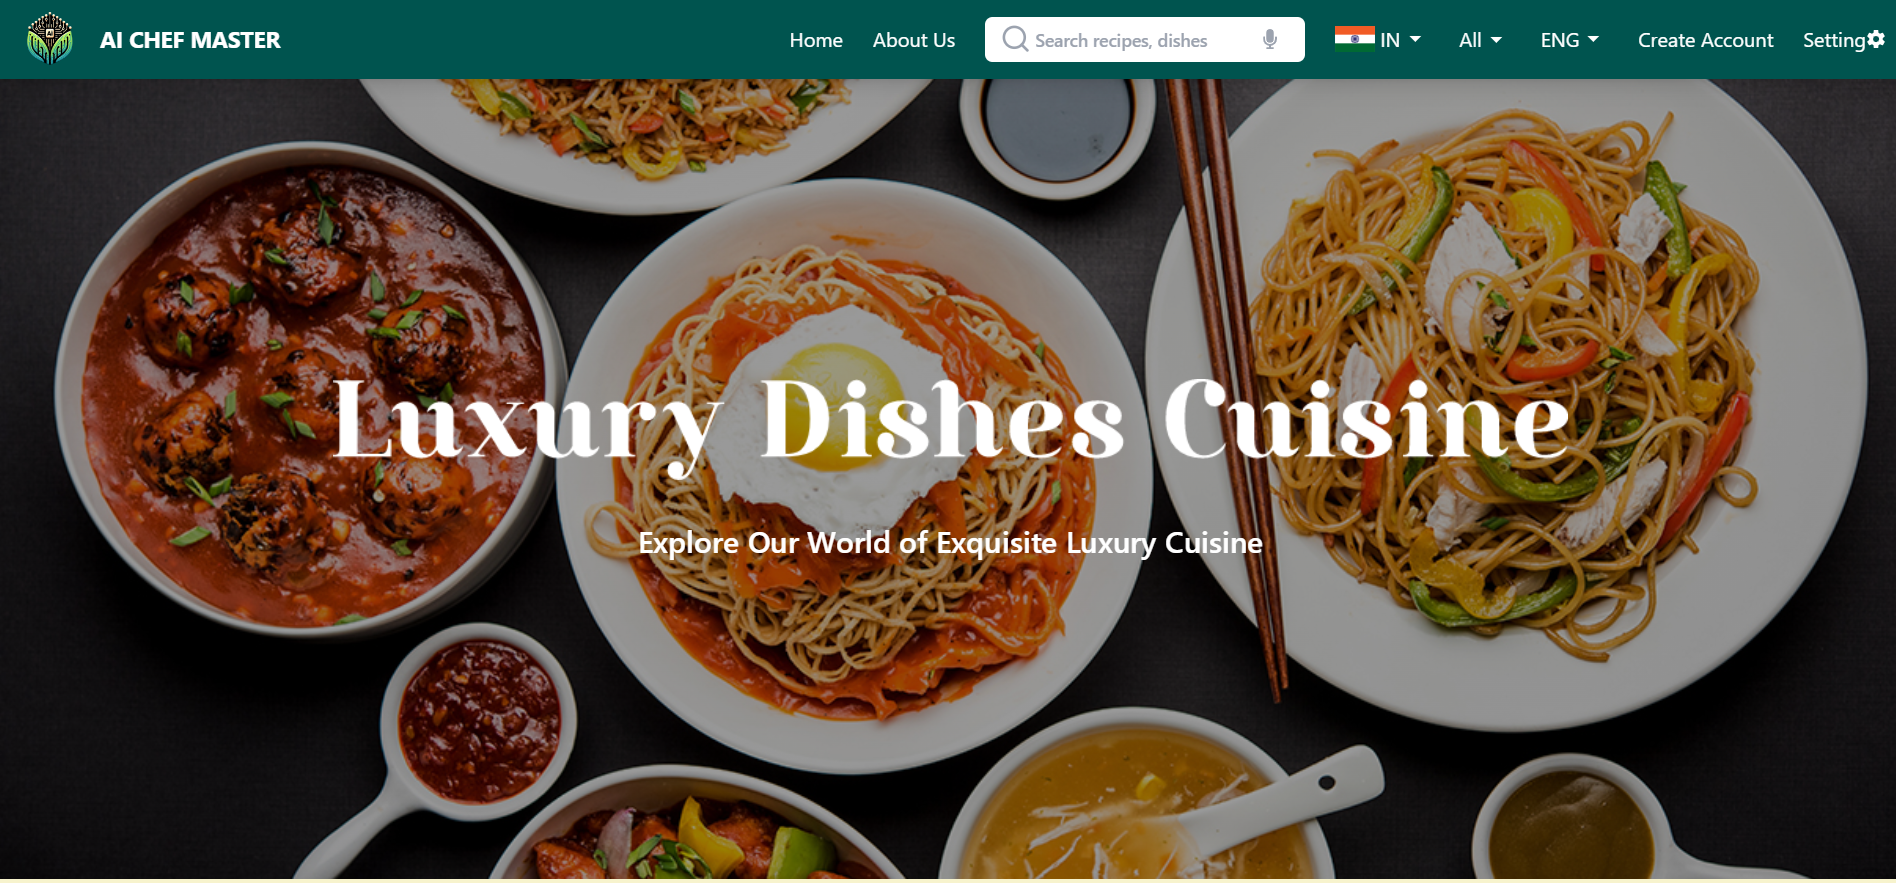 AI CHEF MASTER
Home
About Us
Search recipes, dishes
IN
All
ENG
Create Account
Setting
Luxury Dishes Cuisine
Explore Our World of Exquisite Luxury Cuisine